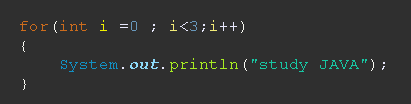 for(int i =0 ; i<3;i++)
{
System.out.println("study JAVA");
}